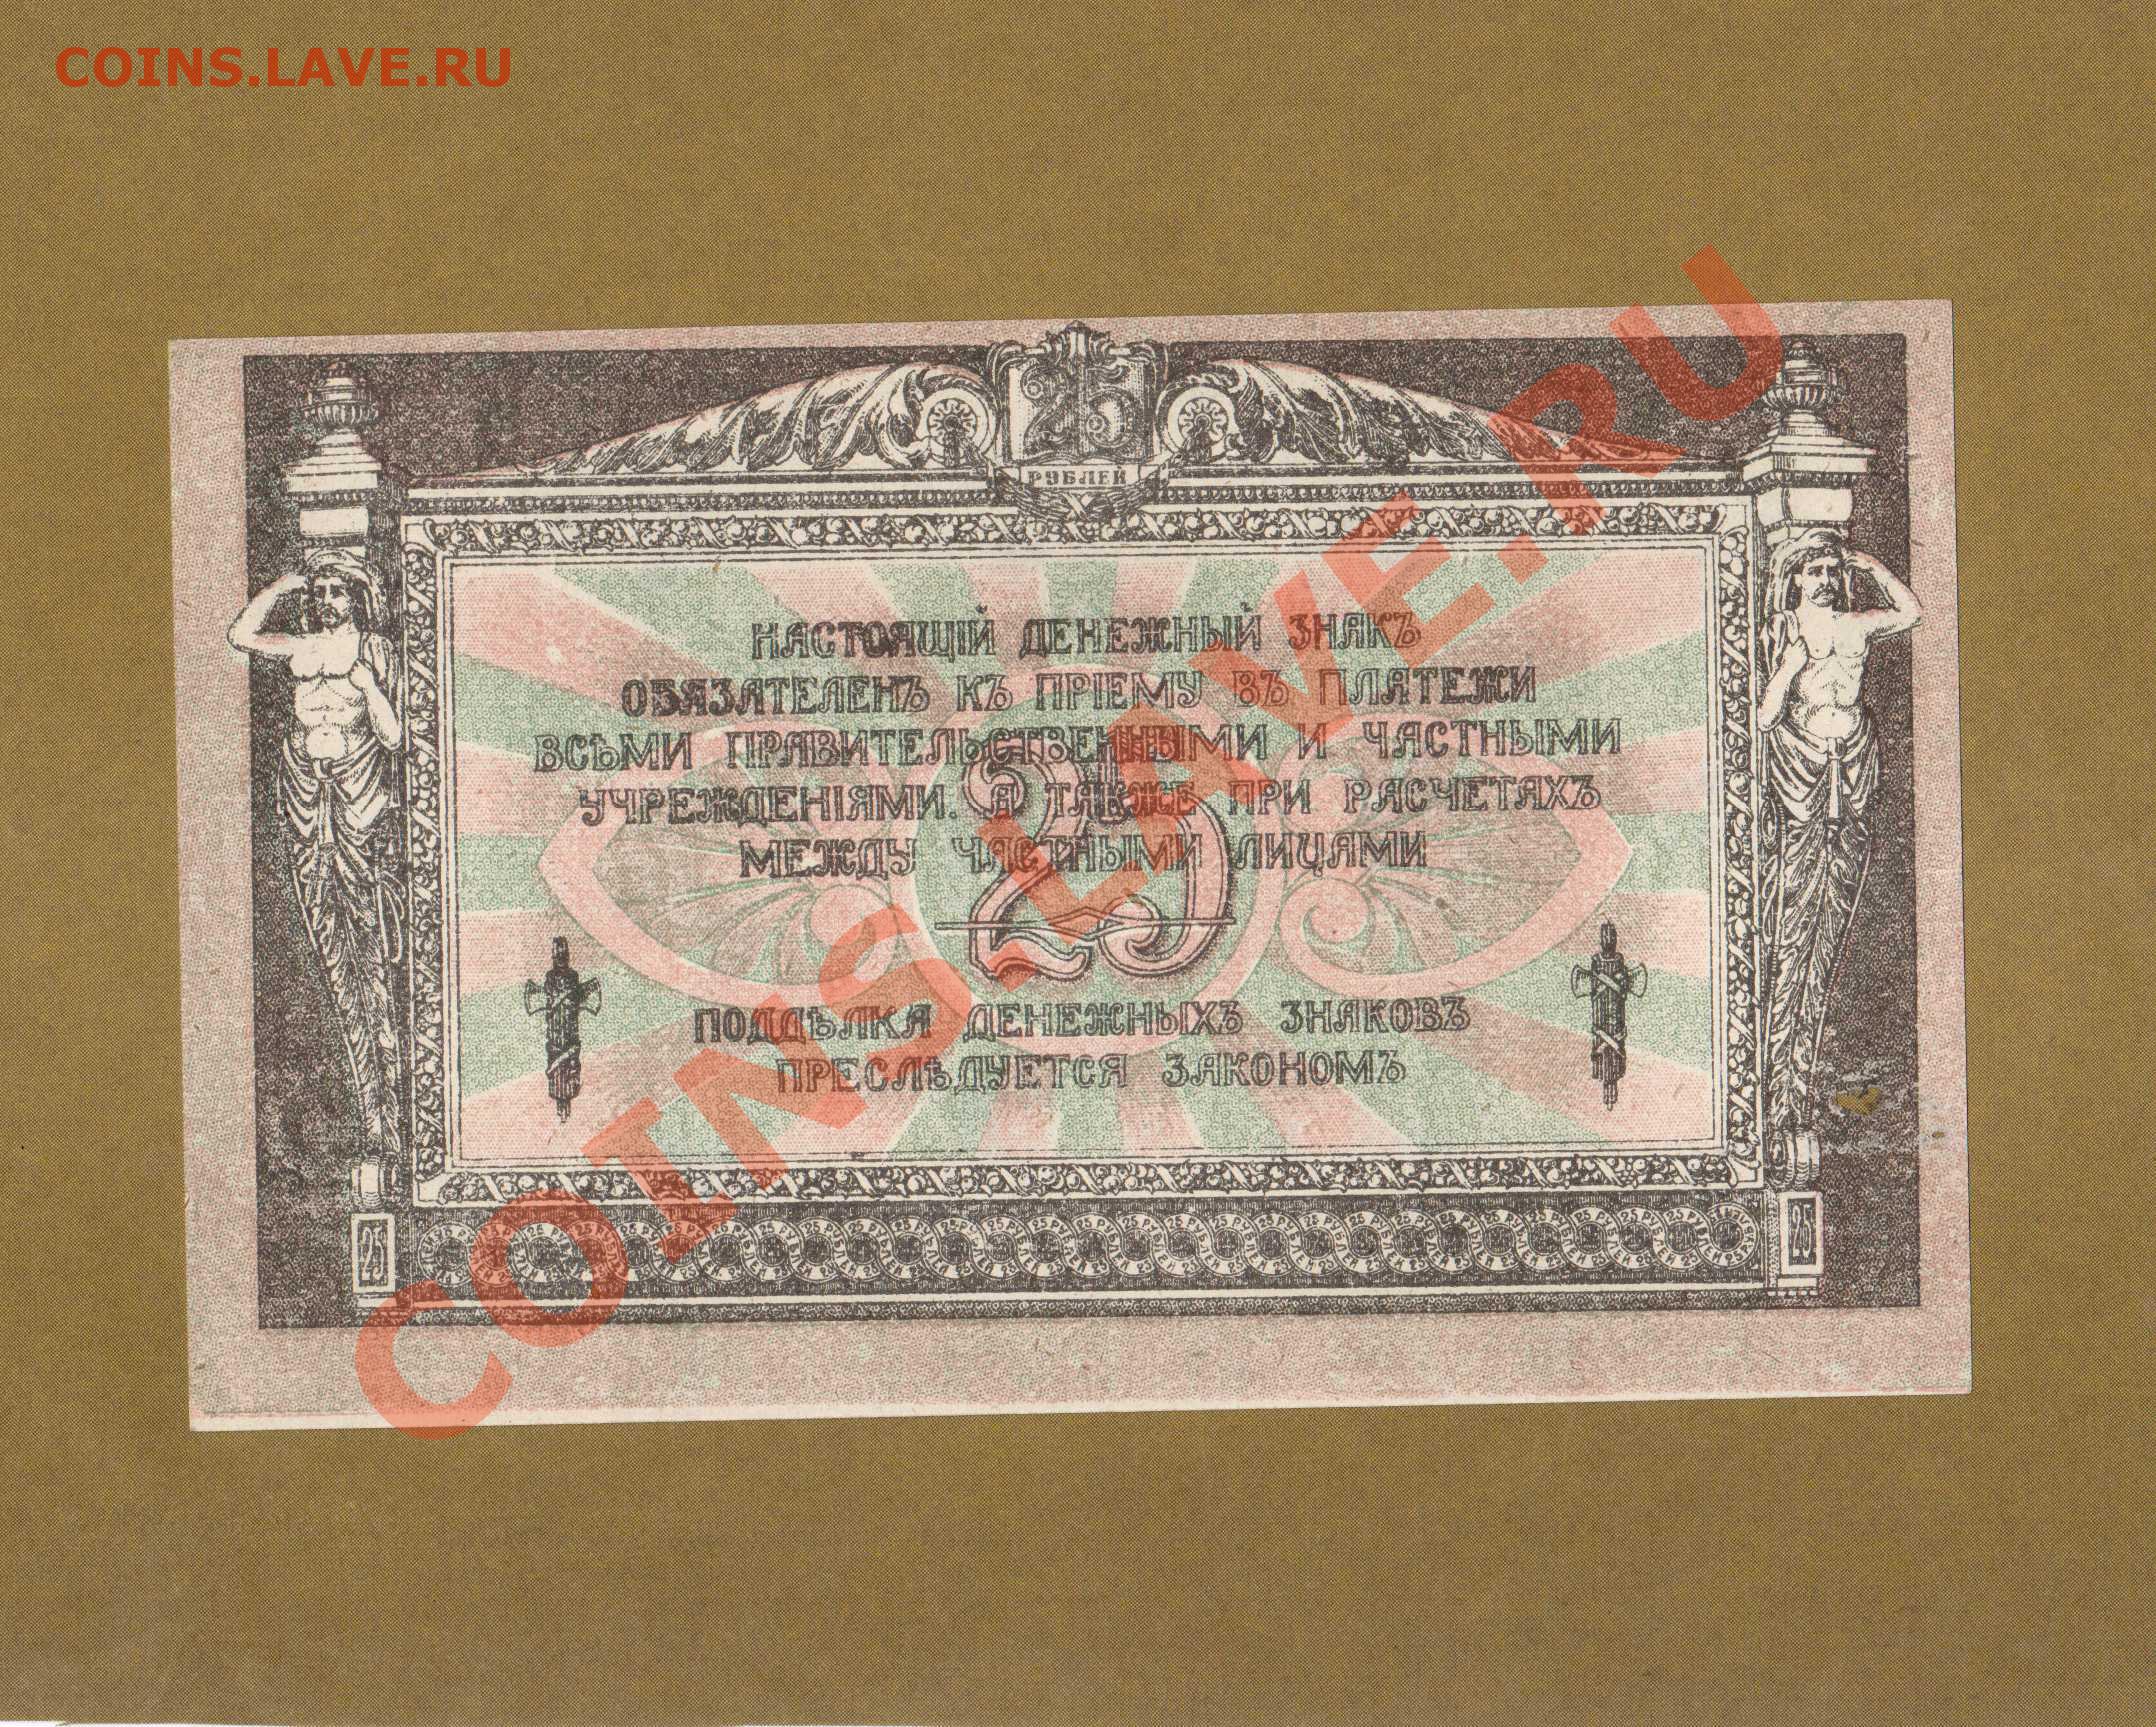 COINS.LAVE.RU
25
РУБЛЕЙ
НАСТОЯЩІЙ ДЕНЕЖНЫЙ ЗНАКЪ
ОБЯЗАТЕЛЕНЪ КЪ ПРІЕМУ ВЪ ПЛАТЕЖИ
ВСѢМИ ПРАВИТЕЛЬСТВЕННЫМИ И ЧАСТНЫМИ
УЧРЕЖДЕНІЯМИ. А ТАКЖЕ ПРИ РАСЧЕТАХЪ
МЕЖДУ ЧАСТНЫМИ ЛИЦАМИ
25
ПОДДѢЛКА ДЕНЕЖНЫХЪ ЗНАКОВЪ
ПРЕСЛѢДУЕТСЯ ЗАКОНОМЪ
25
25
COINS.LAVE.RU